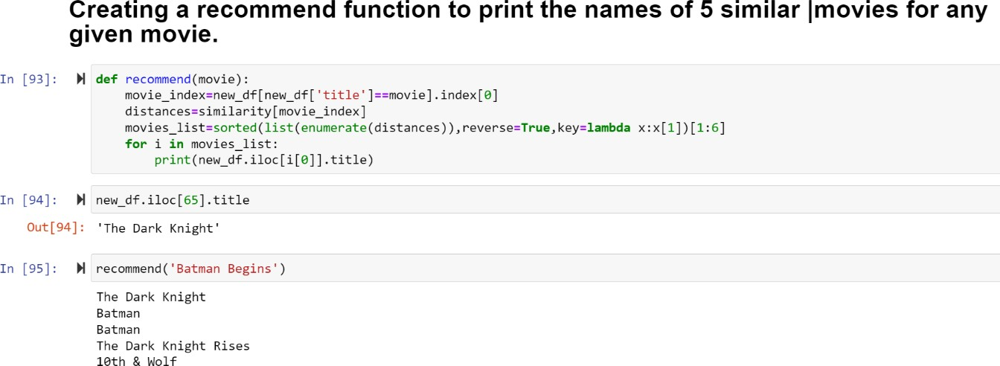 Creating a recommend function to print the names of 5 similar |movies for any
given movie.
In [93]:
def recommend(movie):
    movie_index=new_df[new_df['title']==movie].index[0]
    distances=similarity[movie_index]
    movies_list=sorted(list(enumerate(distances)),reverse=True,key=lambda x:x[1])[1:6]
    for i in movies_list:
        print(new_df.iloc[i[0]].title)
In [94]: new_df.iloc[65].title
Out[94]: 'The Dark Knight'
In [95]: recommend('Batman Begins')
The Dark Knight
Batman
Batman
The Dark Knight Rises
10th & Wolf